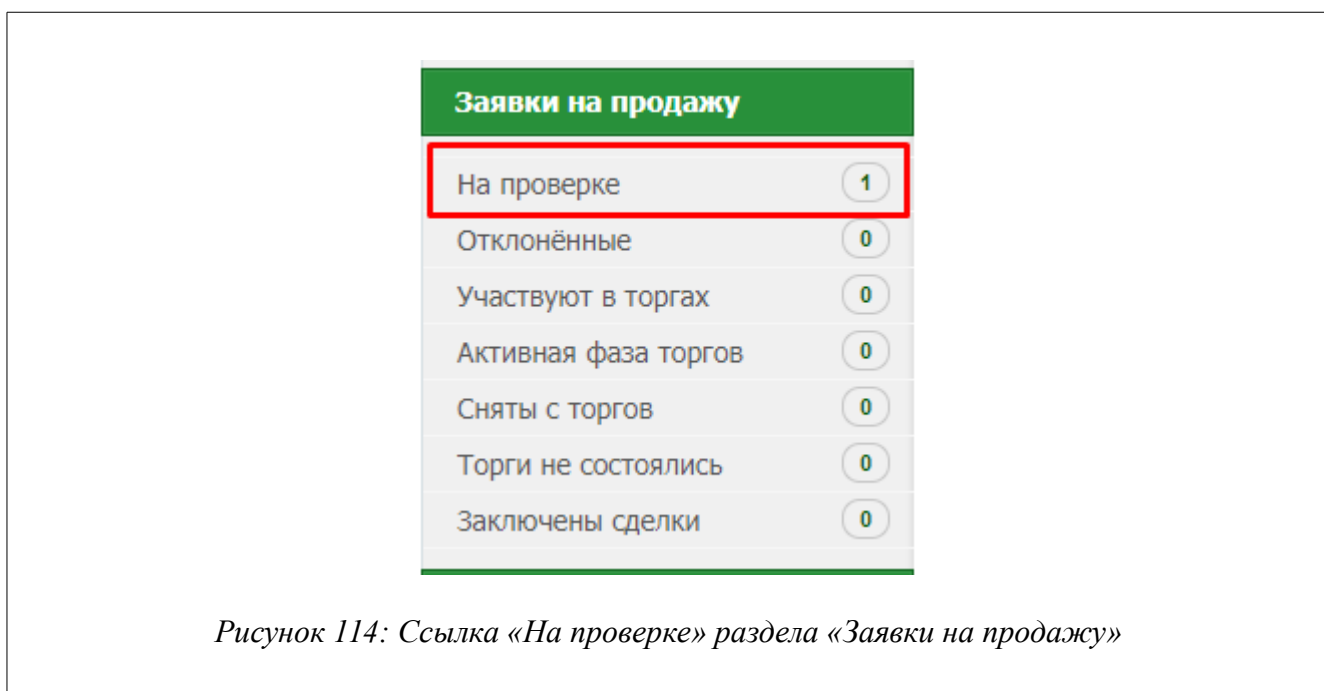 Заявки на продажу
На проверке 1
Отклонённые 0
Участвуют в торгах 0
Активная фаза торгов 0
Сняты с торгов 0
Торги не состоялись 0
Заключены сделки 0
Рисунок 114: Ссылка «На проверке» раздела «Заявки на продажу»